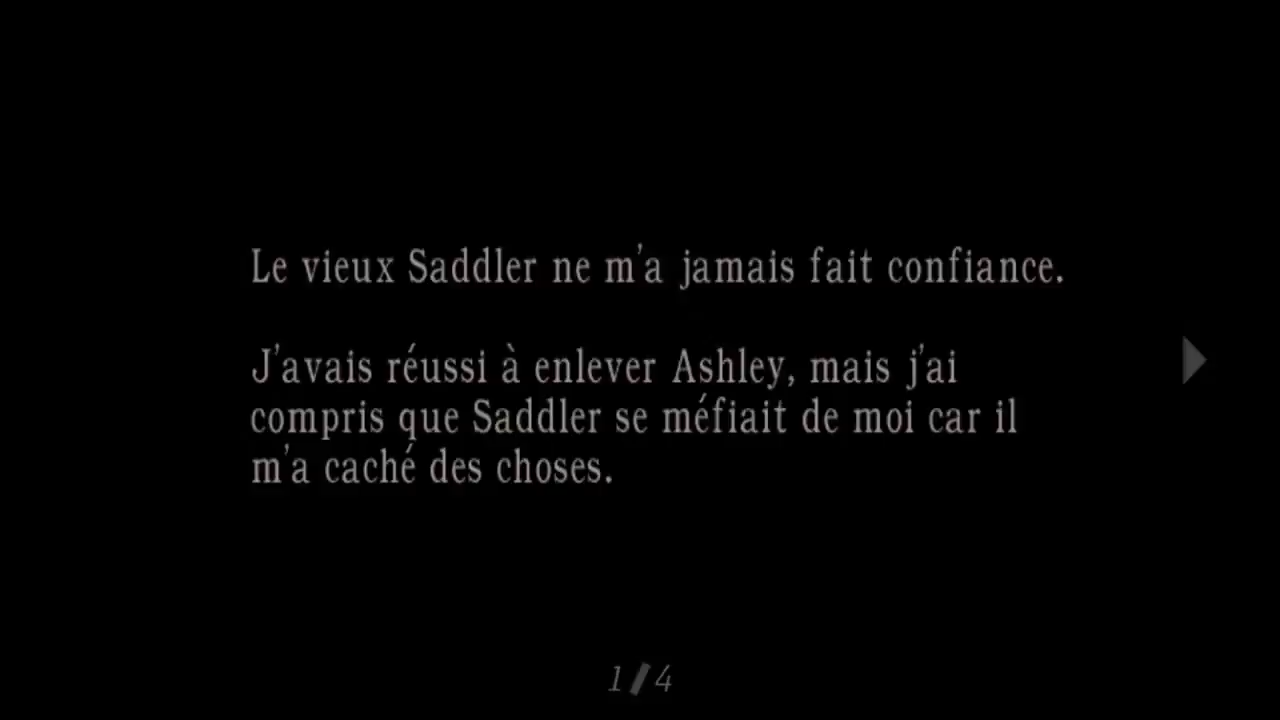 Le vieux Saddler ne m'a jamais fait confiance.
J'avais réussi à enlever Ashley, mais j'ai
compris que Saddler se méfiait de moi car il
m'a caché des choses.
1/4